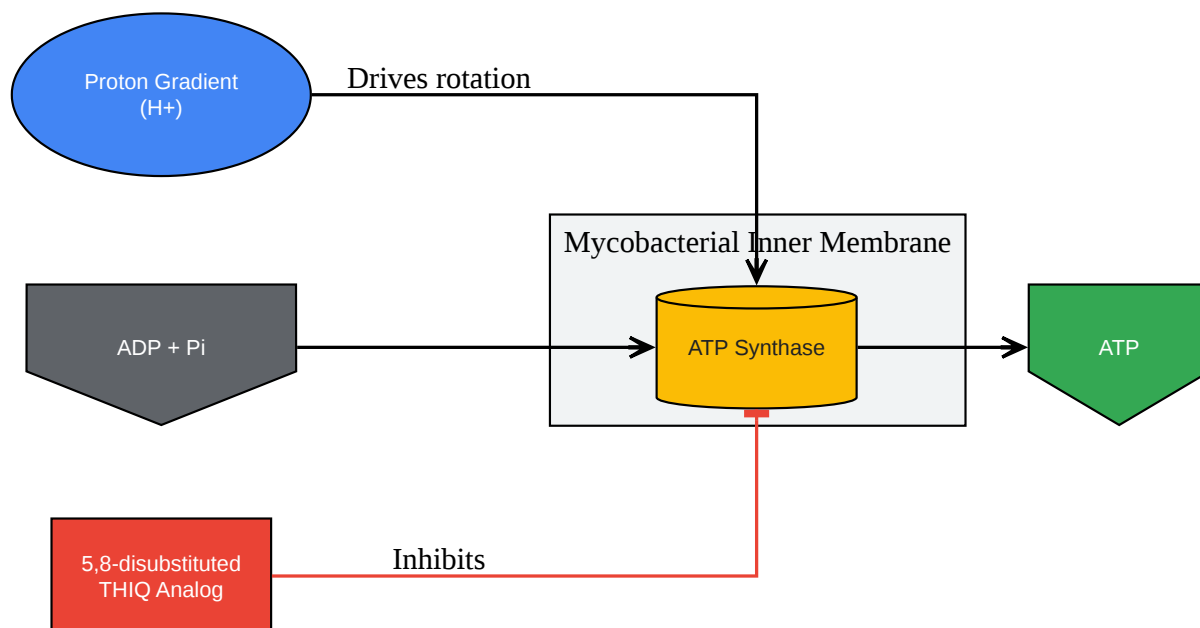 Proton Gradient
(H+)
Drives rotation
Mycobacterial Inner Membrane
ADP + Pi
ATP Synthase
ATP
5,8-disubstituted
THIQ Analog
Inhibits